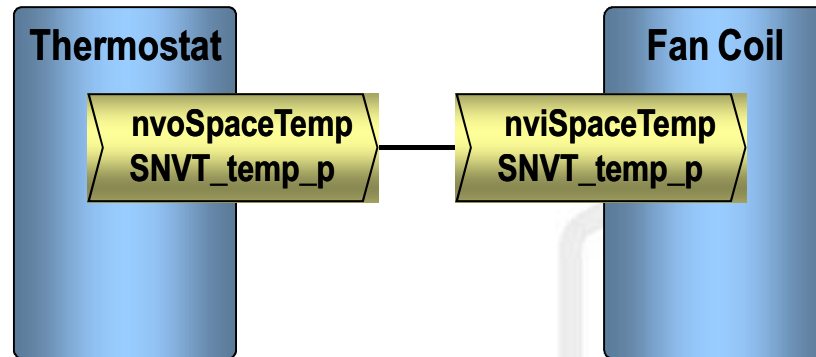 Thermostat
Fan Coil
nvoSpaceTemp
SNVT_temp_p
nviSpaceTemp
SNVT_temp_p